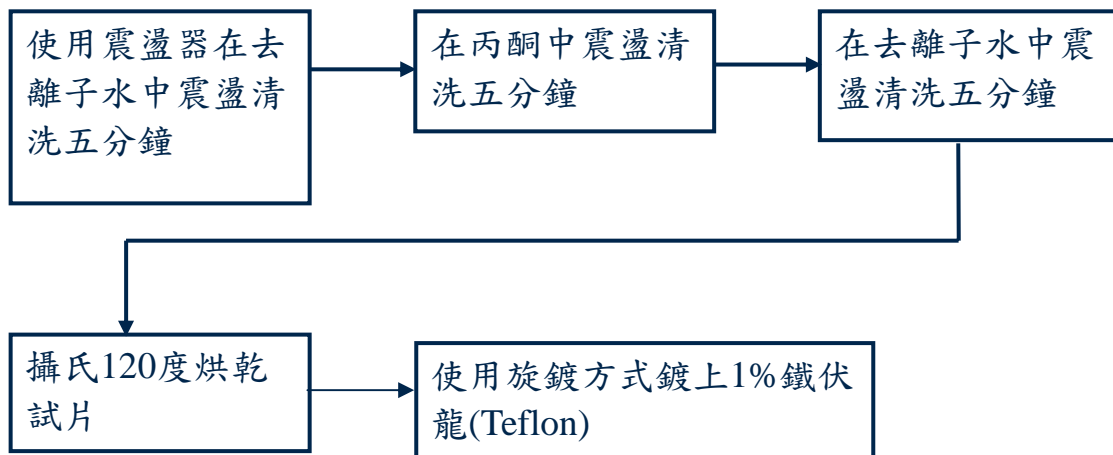 使用震盪器在去
離子水中震盪清
洗五分鐘
在丙酮中震盪清
洗五分鐘
在去離子水中震
盪清洗五分鐘
攝氏120度烘乾
試片
使用旋鍍方式鍍上1%鐵伏
龍(Teflon)